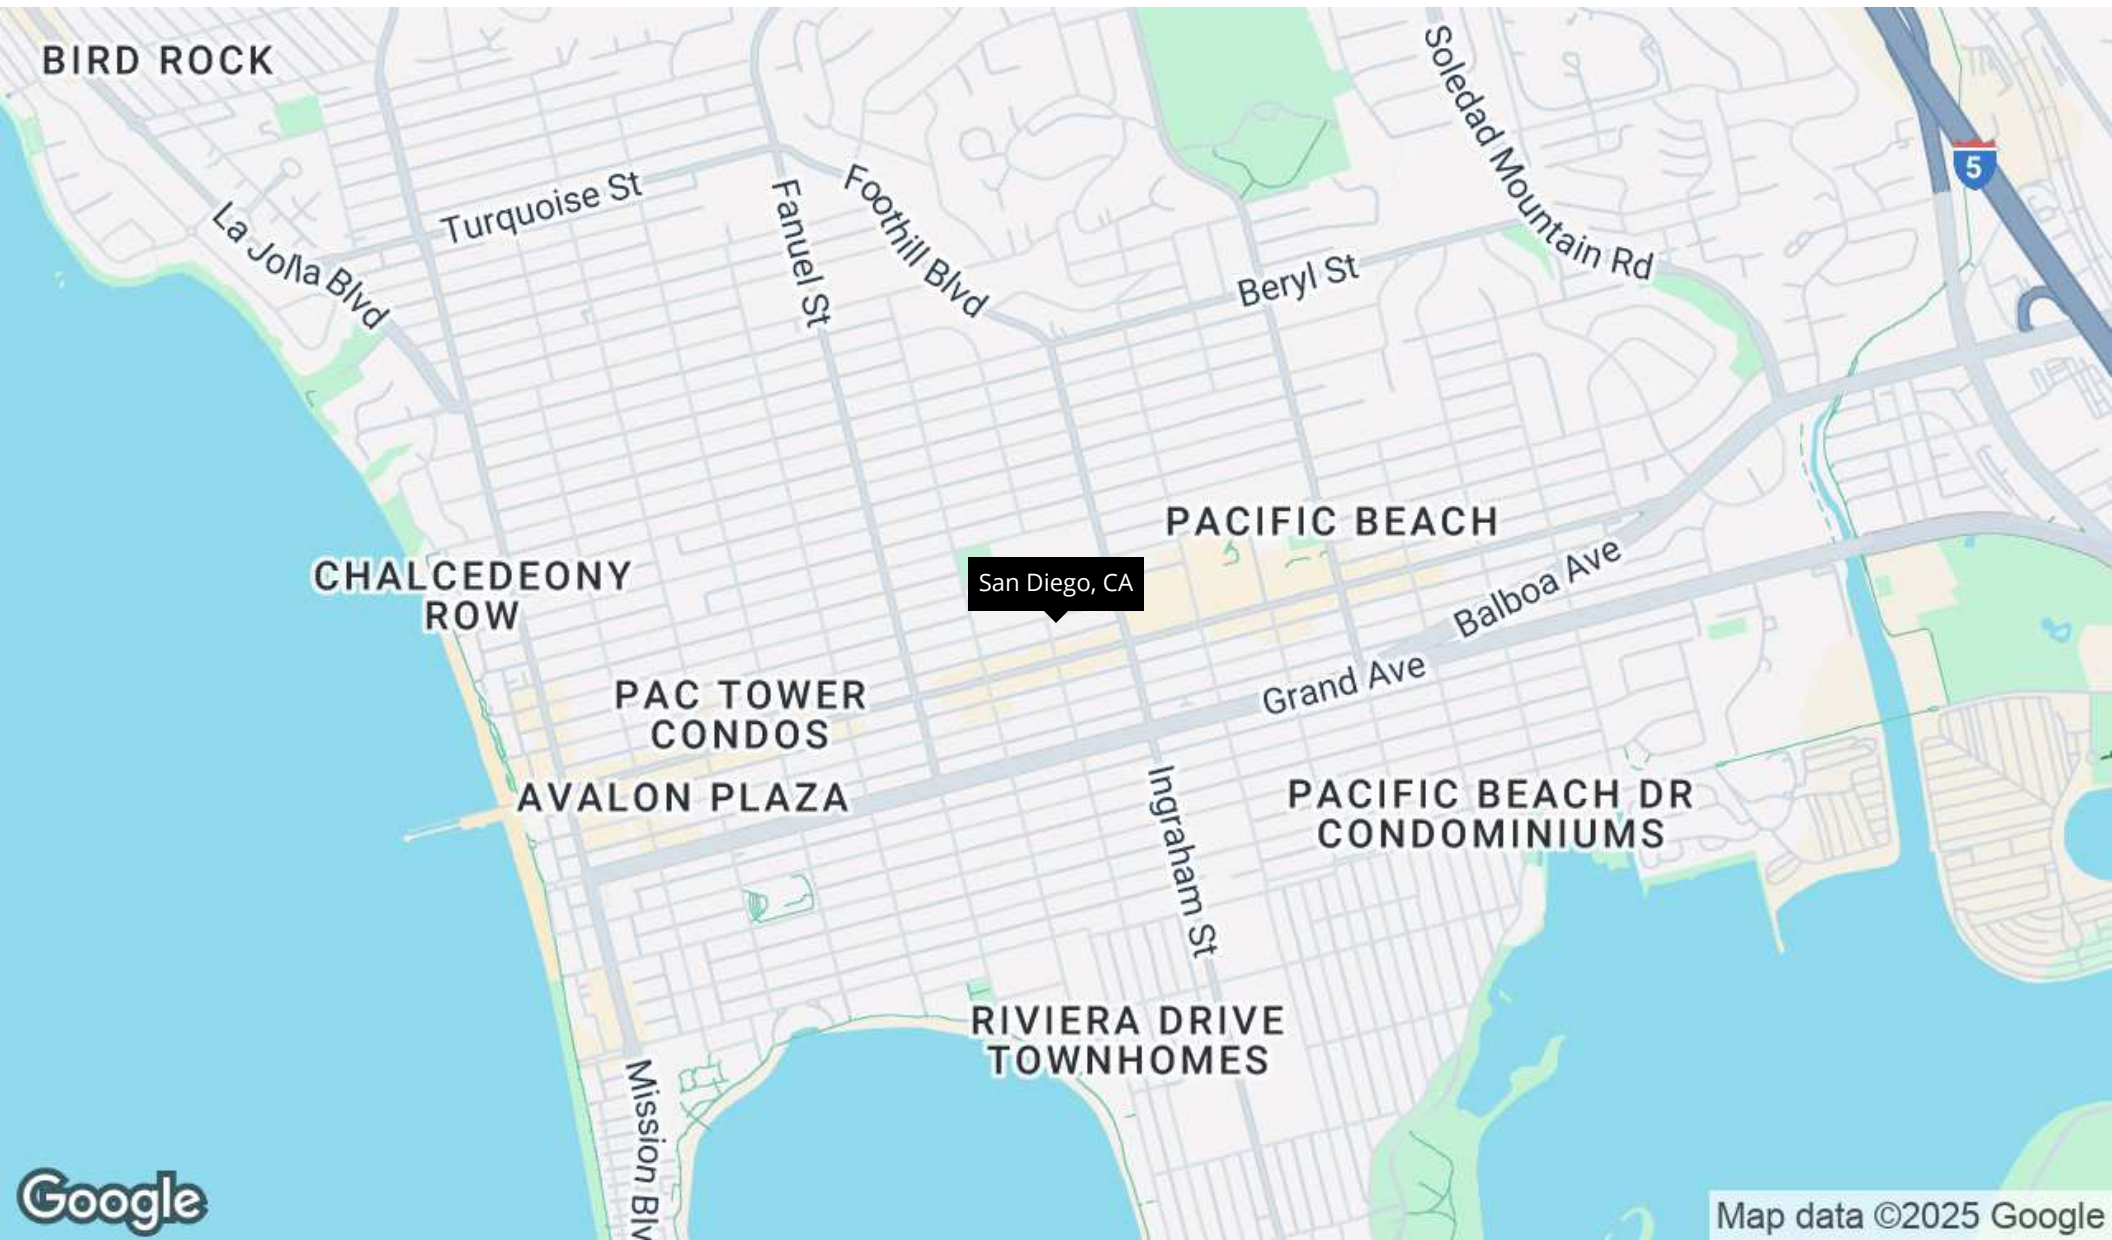 BIRD ROCK
Soledad Mountain Rd
5
Turquoise St
Fanuel St
Foothill Blvd
La Jolla Blvd
Beryl St
PACIFIC BEACH
CHALCEDEONY
ROW
San Diego, CA
Balboa Ave
Grand Ave
PAC TOWER
CONDOS
AVALON PLAZA
Ingraham St
PACIFIC BEACH DR
CONDOMINIUMS
RIVIERA DRIVE
TOWNHOMES
Mission Blv
Google
Map data ©2025 Google